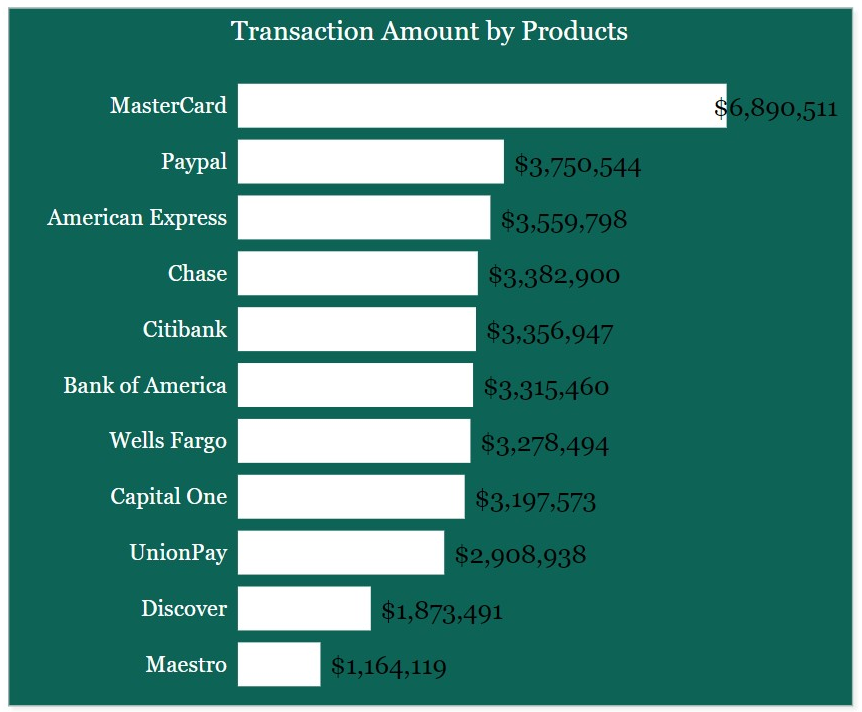 Transaction Amount by Products
MasterCard $6,890,511
Paypal $3,750,544
American Express $3,559,798
Chase $3,382,900
Citibank $3,356,947
Bank of America $3,315,460
Wells Fargo $3,278,494
Capital One $3,197,573
UnionPay $2,908,938
Discover $1,873,491
Maestro $1,164,119